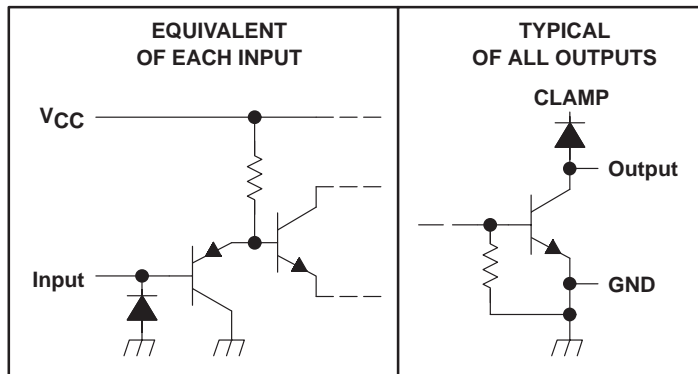 EQUIVALENT
OF EACH INPUT
VCC
Input
TYPICAL
OF ALL OUTPUTS
CLAMP
Output
GND